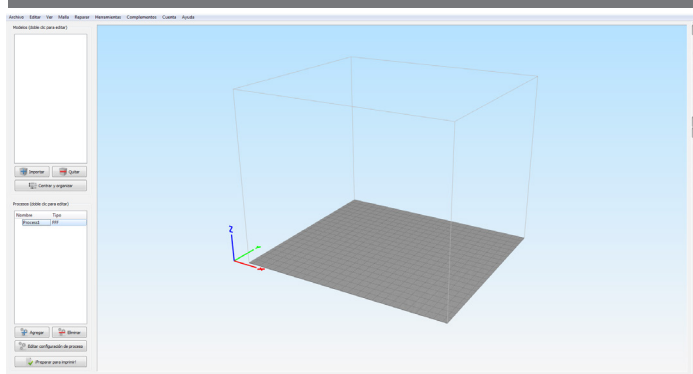 Archivo Editar Ver Malla Reparar Herramientas Complementos Cuenta Ayuda
Modelos (doble clic para editar)
Importar Quitar
Centrar y organizar
Procesos (doble clic para editar)
Nombre Tipo
Process1 FFF
Agregar Eliminar
Editar configuración de proceso
¡Preparar para imprimir!
Z